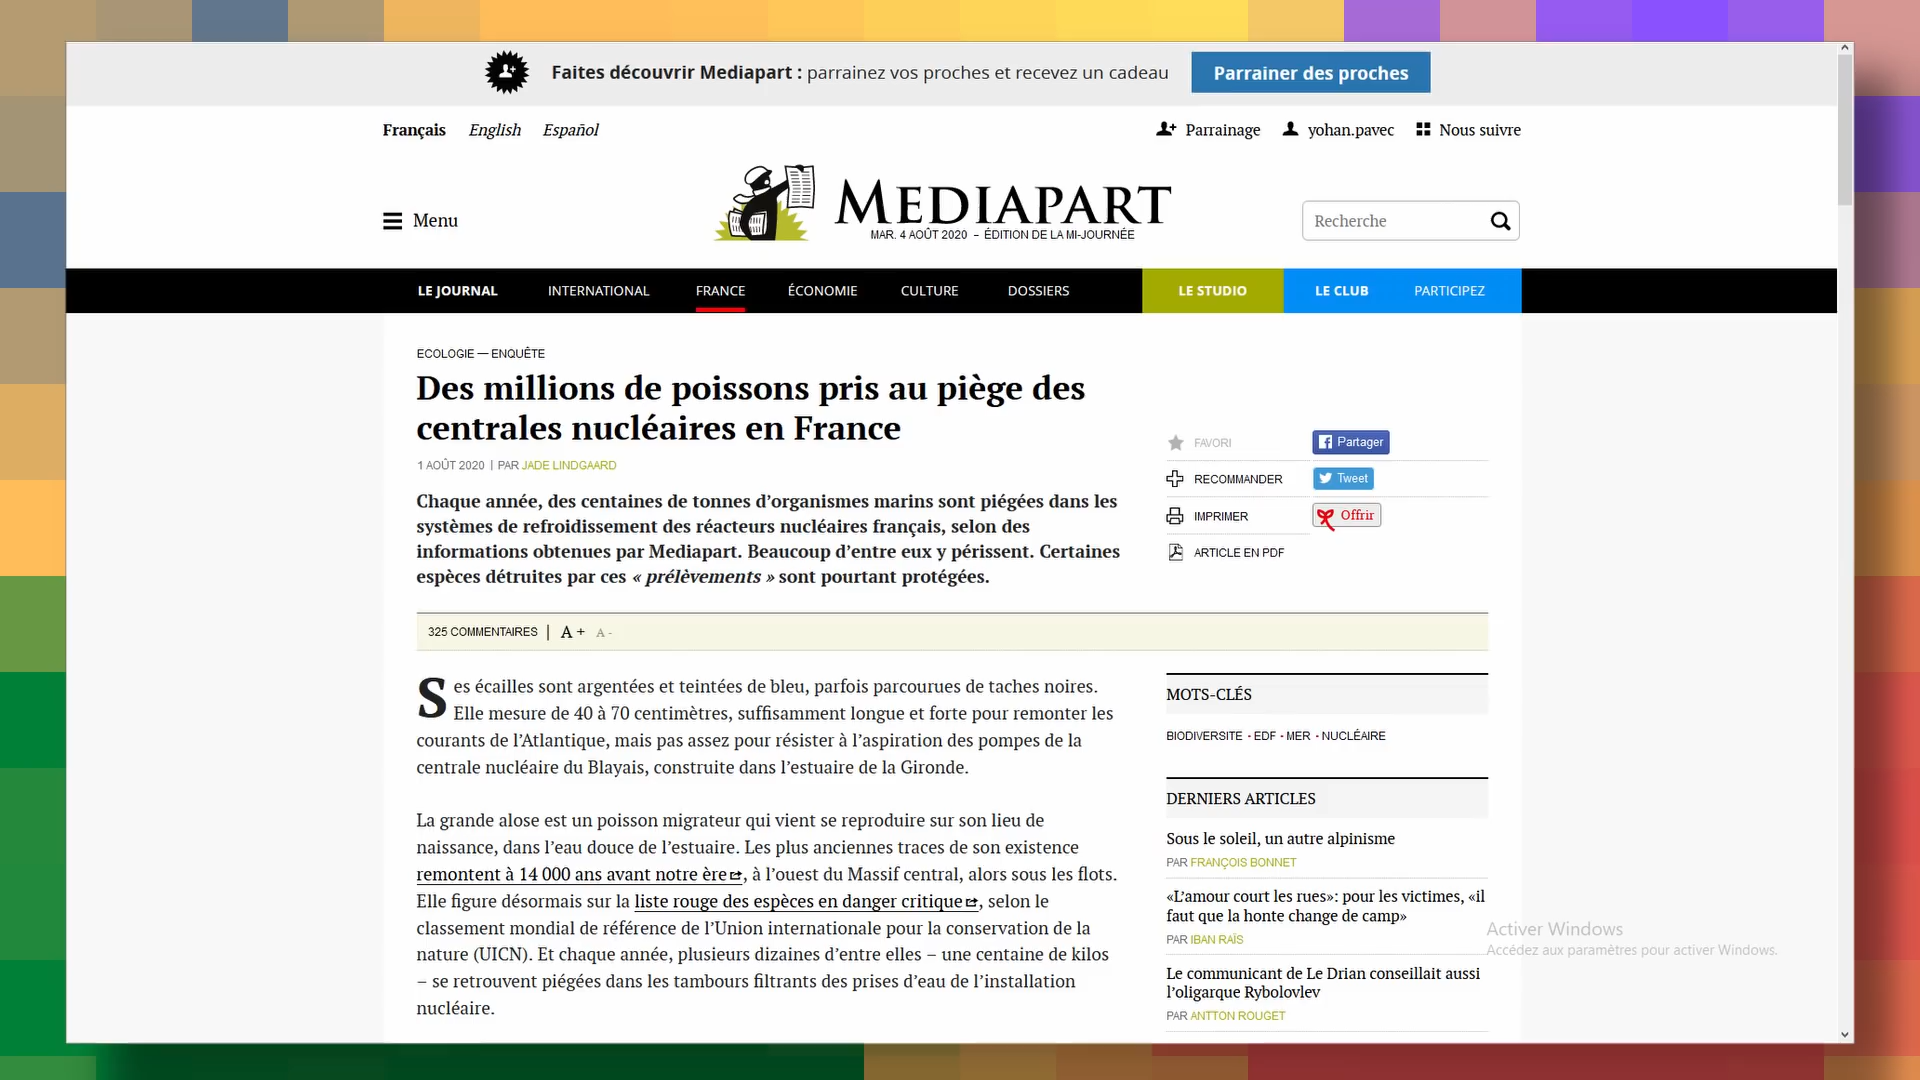 Faites découvrir Mediapart : parrainez vos proches et recevez un cadeau
Parrainer des proches
Français English Español
Parrainage yohan.pavec Nous suivre
Menu
MEDIAPART
MAR. 4 AOÛT 2020 – ÉDITION DE LA MI-JOURNÉE
Recherche
LE JOURNAL INTERNATIONAL FRANCE ÉCONOMIE CULTURE DOSSIERS LE STUDIO LE CLUB PARTICIPEZ
ECOLOGIE — ENQUÊTE
Des millions de poissons pris au piège des
centrales nucléaires en France
1 AOÛT 2020 | PAR JADE LINDGAARD
Chaque année, des centaines de tonnes d’organismes marins sont piégées dans les
systèmes de refroidissement des réacteurs nucléaires français, selon des
informations obtenues par Mediapart. Beaucoup d’entre eux y périssent. Certaines
espèces détruites par ces « prélèvements » sont pourtant protégées.
FAVORI
Partager
RECOMMANDER
Tweet
IMPRIMER
Offrir
ARTICLE EN PDF
325 COMMENTAIRES | A + A -
Ses écailles sont argentées et teintées de bleu, parfois parcourues de taches noires.
Elle mesure de 40 à 70 centimètres, suffisamment longue et forte pour remonter les
courants de l’Atlantique, mais pas assez pour résister à l’aspiration des pompes de la
centrale nucléaire du Blayais, construite dans l’estuaire de la Gironde.
La grande alose est un poisson migrateur qui vient se reproduire sur son lieu de
naissance, dans l’eau douce de l’estuaire. Les plus anciennes traces de son existence
remontent à 14 000 ans avant notre ère, à l’ouest du Massif central, alors sous les flots.
Elle figure désormais sur la liste rouge des espèces en danger critique, selon le
classement mondial de référence de l’Union internationale pour la conservation de la
nature (UICN). Et chaque année, plusieurs dizaines d’entre elles – une centaine de kilos
– se retrouvent piégées dans les tambours filtrants des prises d’eau de l’installation
nucléaire.
MOTS-CLÉS
BIODIVERSITE • EDF • MER • NUCLÉAIRE
DERNIERS ARTICLES
Sous le soleil, un autre alpinisme
PAR FRANÇOIS BONNET
«L’amour court les rues»: pour les victimes, «il
faut que la honte change de camp»
PAR IBAN RAÏS
Le communicant de Le Drian conseillait aussi
l’oligarque Rybolovlev
PAR ANTTON ROUGET
Activer Windows
Accédez aux paramètres pour activer Windows.